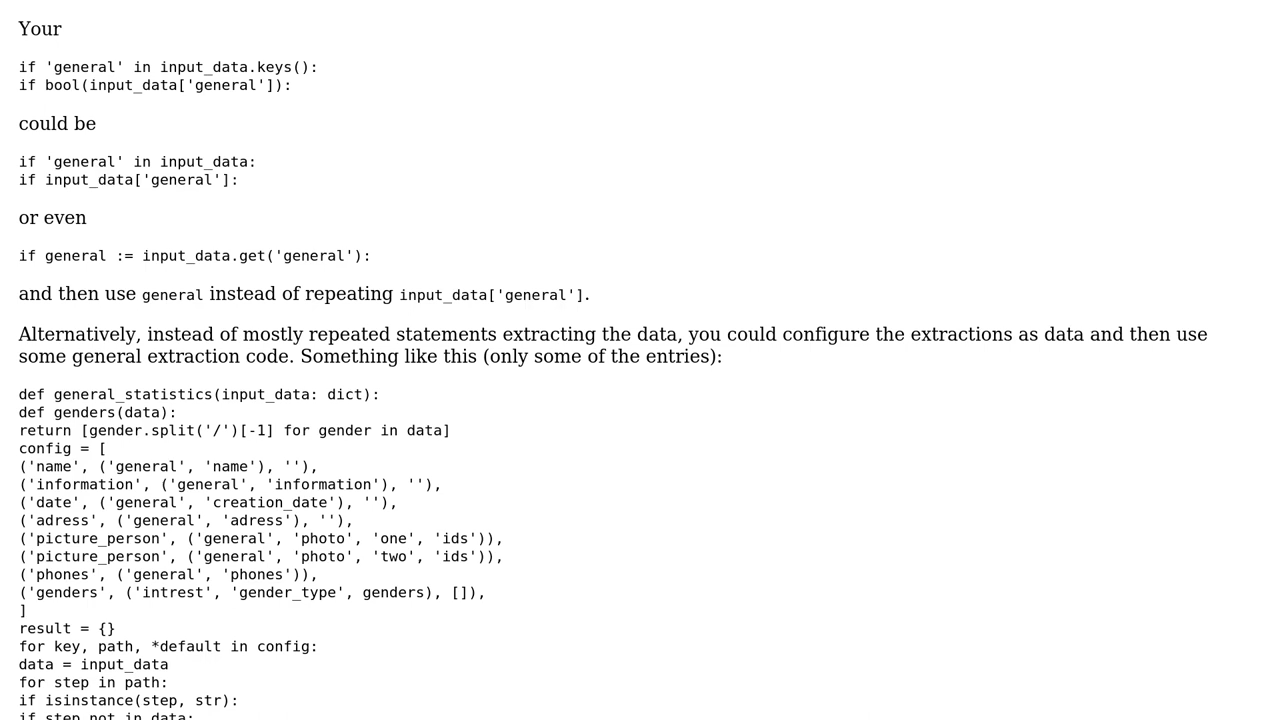 Your
if 'general' in input_data.keys():
if bool(input_data['general']):
could be
if 'general' in input_data:
if input_data['general']:
or even
if general := input_data.get('general'):
and then use general instead of repeating input_data['general'].
Alternatively, instead of mostly repeated statements extracting the data, you could configure the extractions as data and then use
some general extraction code. Something like this (only some of the entries):
def general_statistics(input_data: dict):
def genders(data):
return [gender.split('/')[-1] for gender in data]
config = [
('name', ('general', 'name'), ''),
('information', ('general', 'information'), ''),
('date', ('general', 'creation_date'), ''),
('adress', ('general', 'adress'), ''),
('picture_person', ('general', 'photo', 'one', 'ids')),
('picture_person', ('general', 'photo', 'two', 'ids')),
('phones', ('general', 'phones')),
('genders', ('intrest', 'gender_type', genders), []),
]
result = {}
for key, path, *default in config:
data = input_data
for step in path:
if isinstance(step, str):
if step not in data: